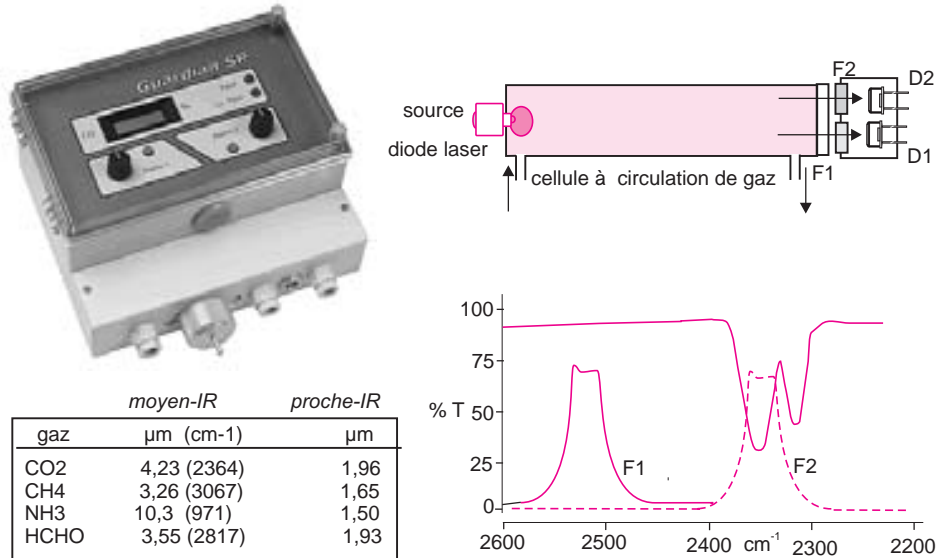 Guardian SP
source
diode laser
F2
D2
D1
cellule à circulation de gaz
F1
moyen-IR proche-IR
gaz µm (cm-1) µm
CO2 4,23 (2364) 1,96
CH4 3,26 (3067) 1,65
NH3 10,3 (971) 1,50
HCHO 3,55 (2817) 1,93
100
75
% T 50
25
0
F1
F2
2600 2500 2400 cm-1 2300 2200